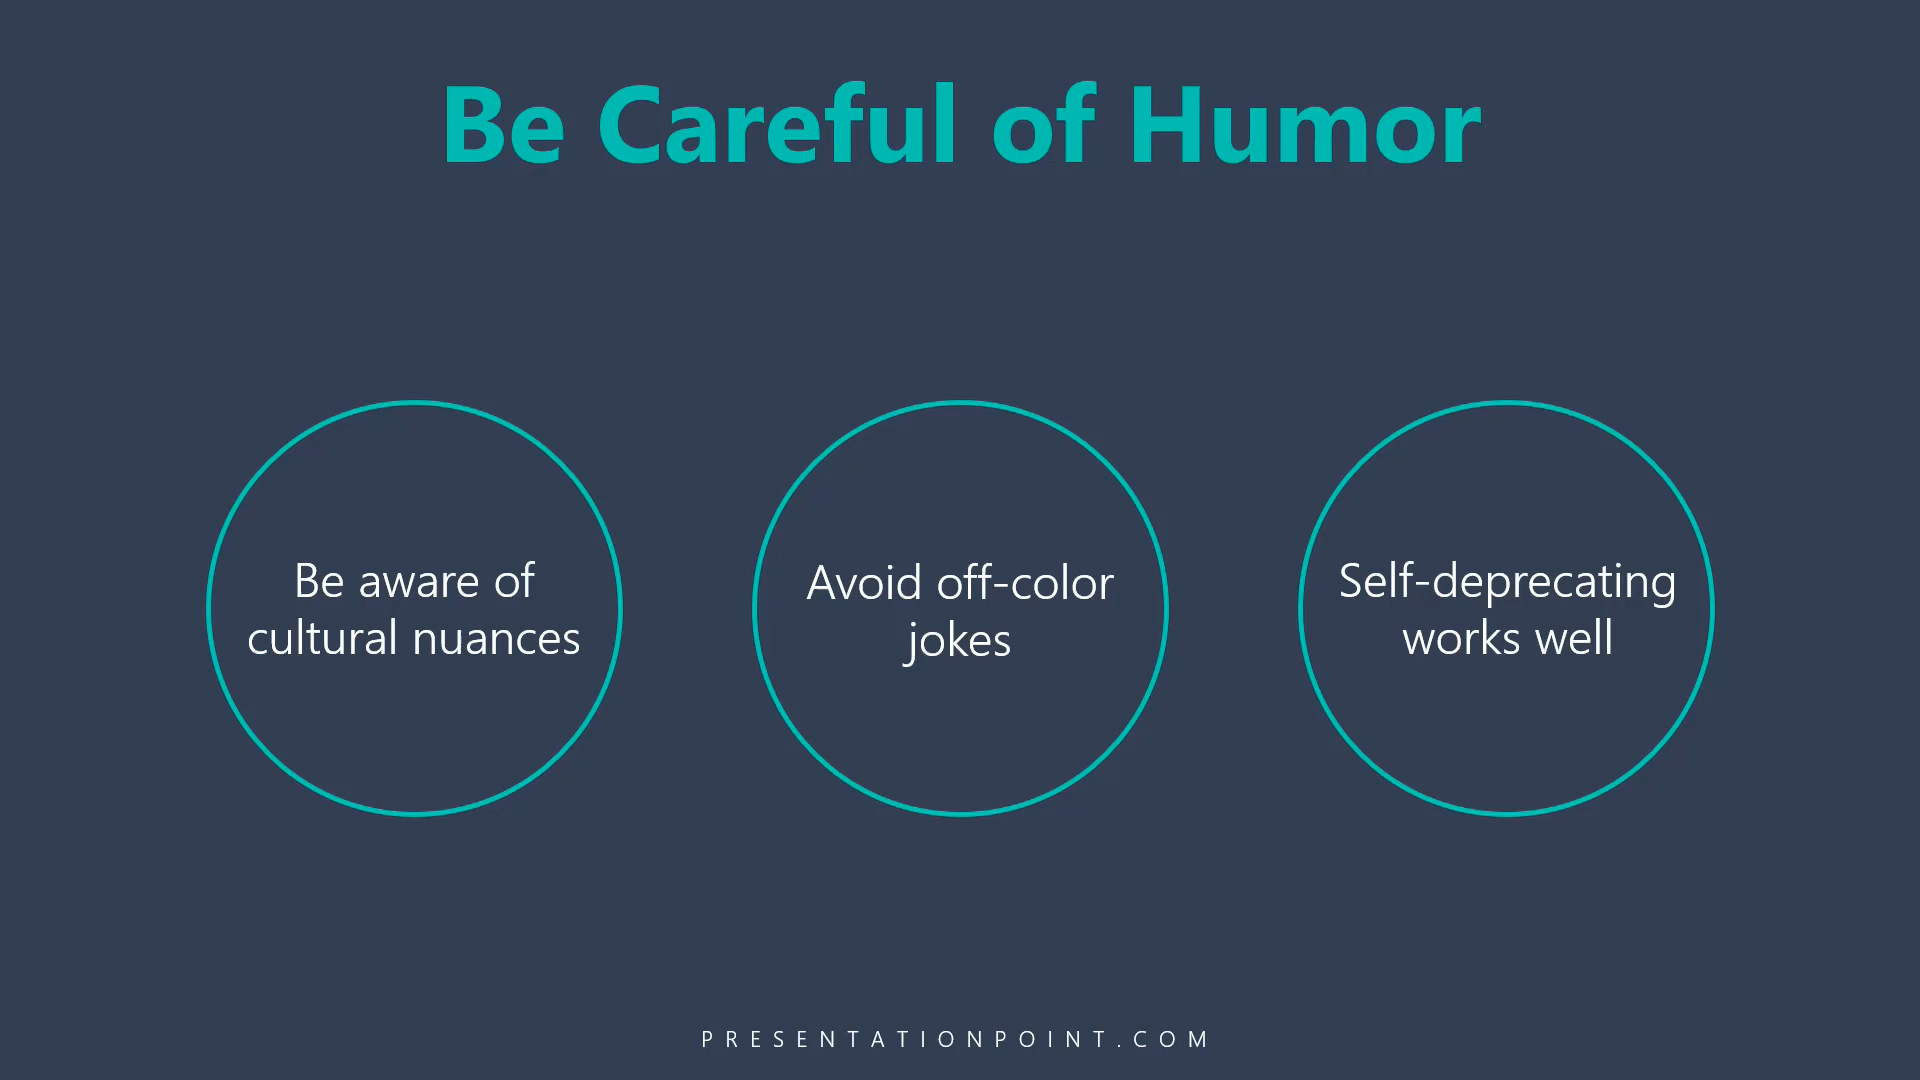 Be Careful of Humor
Be aware of
cultural nuances
Avoid off-color
jokes
Self-deprecating
works well
PRESENTATIONPOINT.COM